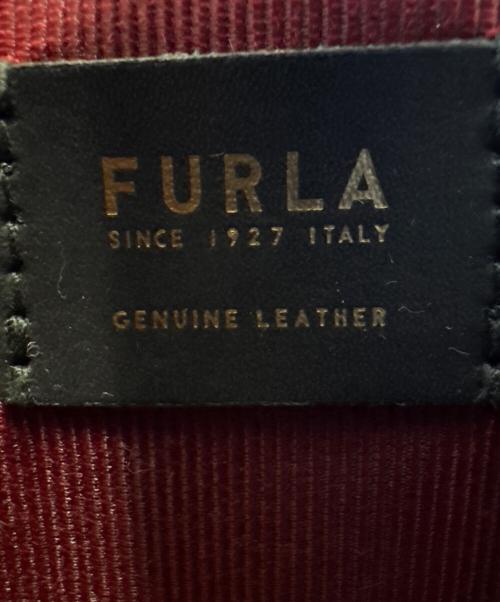 FURLA
SINCE 1927 ITALY
GENUINE LEATHER